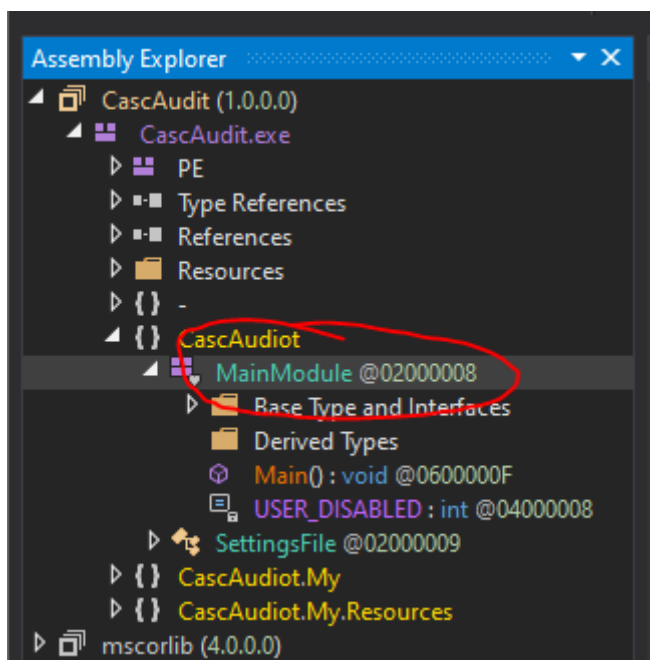 Assembly Explorer
CascAudit (1.0.0.0)
CascAudit.exe
PE
Type References
References
Resources
{ } -
{ } CascAudiot
MainModule @02000008
Base Type and Interfaces
Derived Types
Main() : void @0600000F
USER_DISABLED : int @04000008
SettingsFile @02000009
{ } CascAudiot.My
{ } CascAudiot.My.Resources
mscorlib (4.0.0.0)